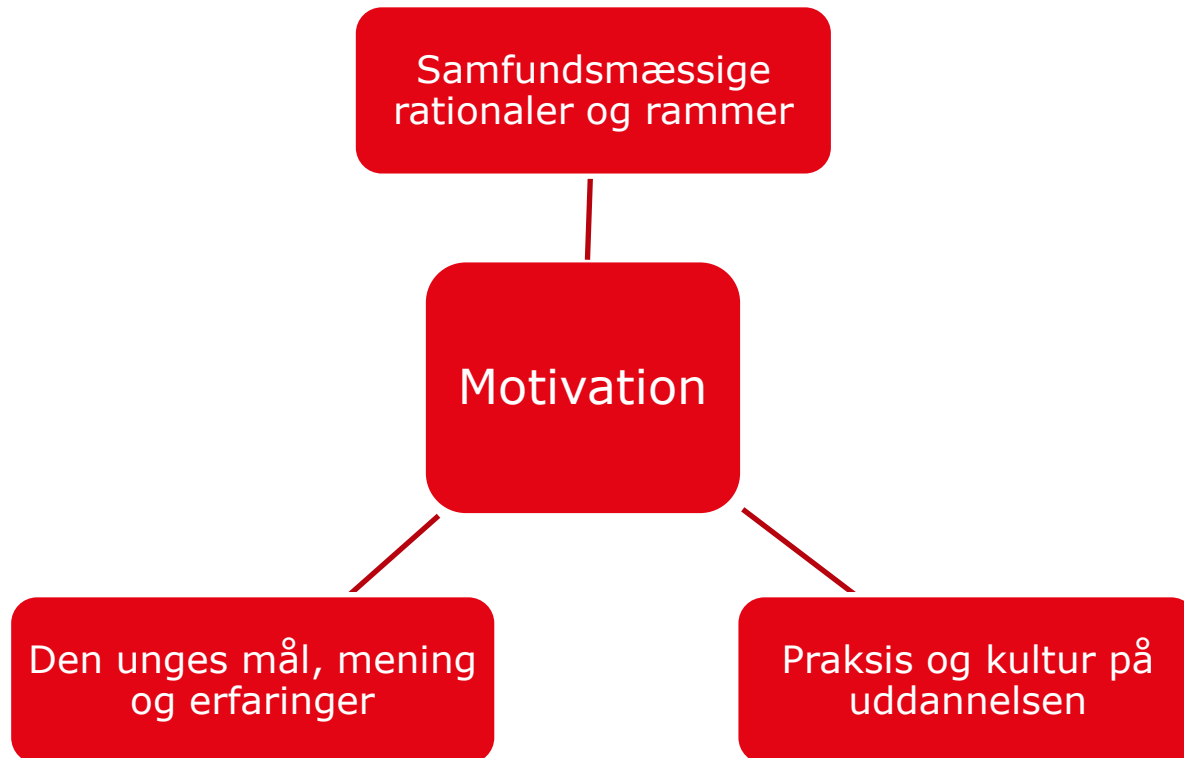 Samfundsmæssige
rationaler og rammer
Motivation
Den unges mål, mening
og erfaringer
Praksis og kultur på
uddannelsen